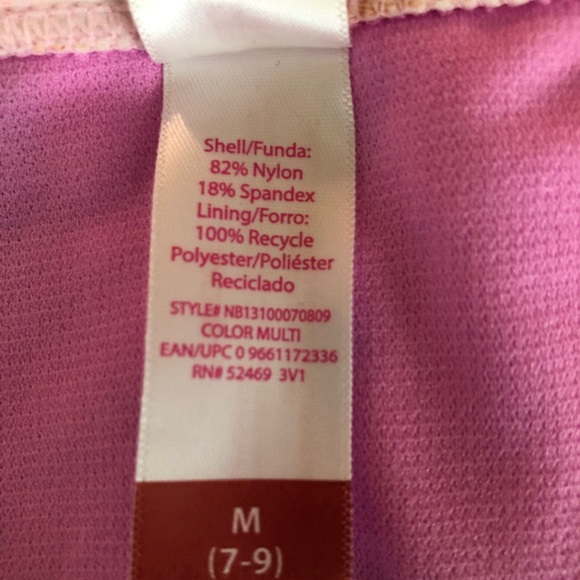 Shell/Funda:
82% Nylon
18% Spandex
Lining/Forro:
100% Recycle
Polyester/Poliéster
Reciclado
STYLE# NB13100070809
COLOR MULTI
EAN/UPC 0 9661172336
RN# 52469 3V1
M
(7-9)